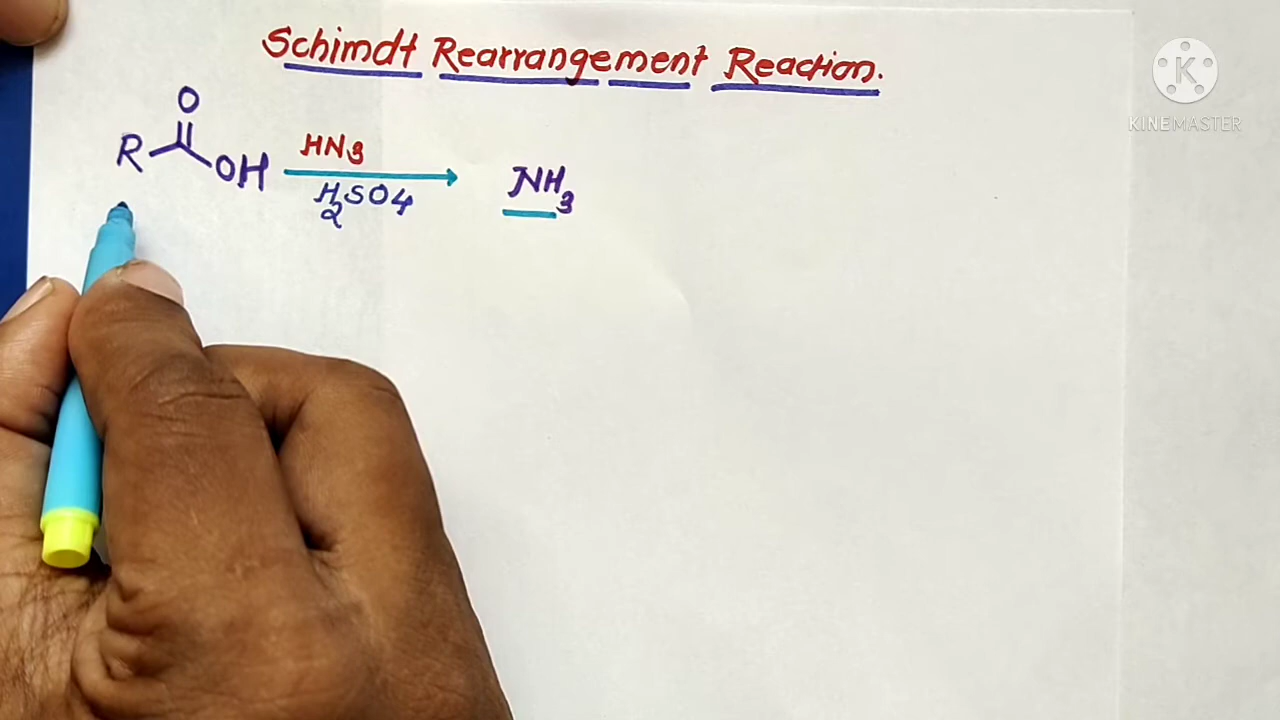 Schimdt Rearrangement Reaction.
K
KINEMASTER
O
R
OH
HN3
H2SO4
NH3